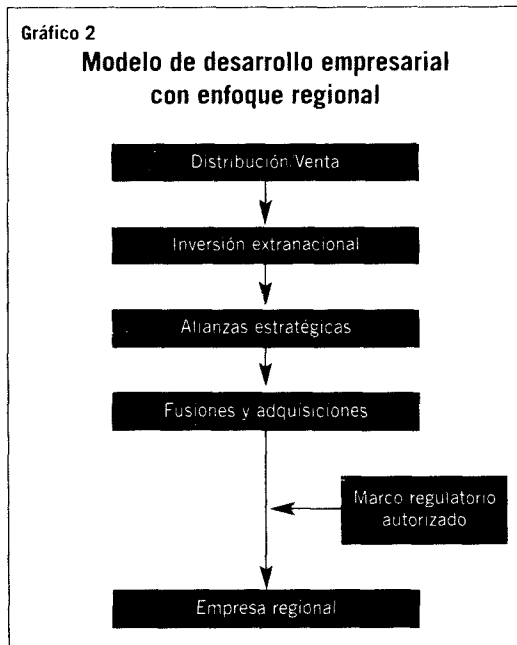 Gráfico 2
Modelo de desarrollo empresarial
con enfoque regional
Distribución/Venta
Inversión extranacional
Alianzas estratégicas
Fusiones y adquisiciones
Marco regulatorio
autorizado
Empresa regional